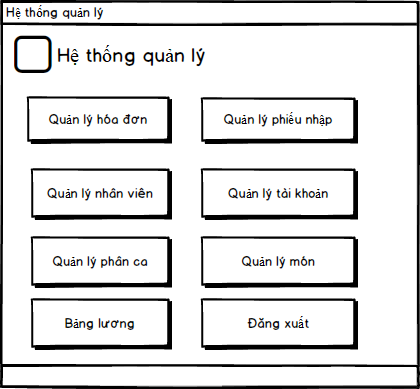 Hệ thống quản lý
Hệ thống quản lý
Quản lý hóa đơn
Quản lý phiếu nhập
Quản lý nhân viên
Quản lý tài khoản
Quản lý phân ca
Quản lý món
Bảng lương
Đăng xuất